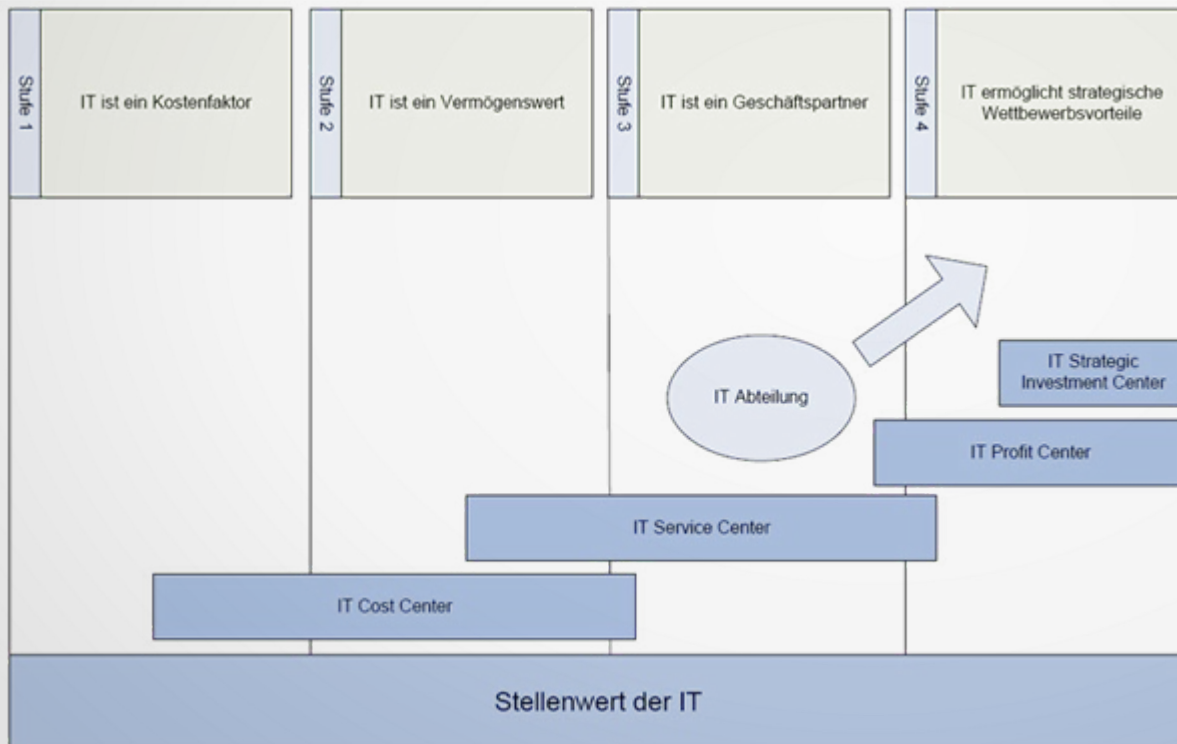 Stufe 1
IT ist ein Kostenfaktor
Stufe 2
IT ist ein Vermögenswert
Stufe 3
IT ist ein Geschäftspartner
Stufe 4
IT ermöglicht strategische
Wettbewerbsvorteile
IT Abteilung
IT Strategic
Investment Center
IT Profit Center
IT Service Center
IT Cost Center
Stellenwert der IT